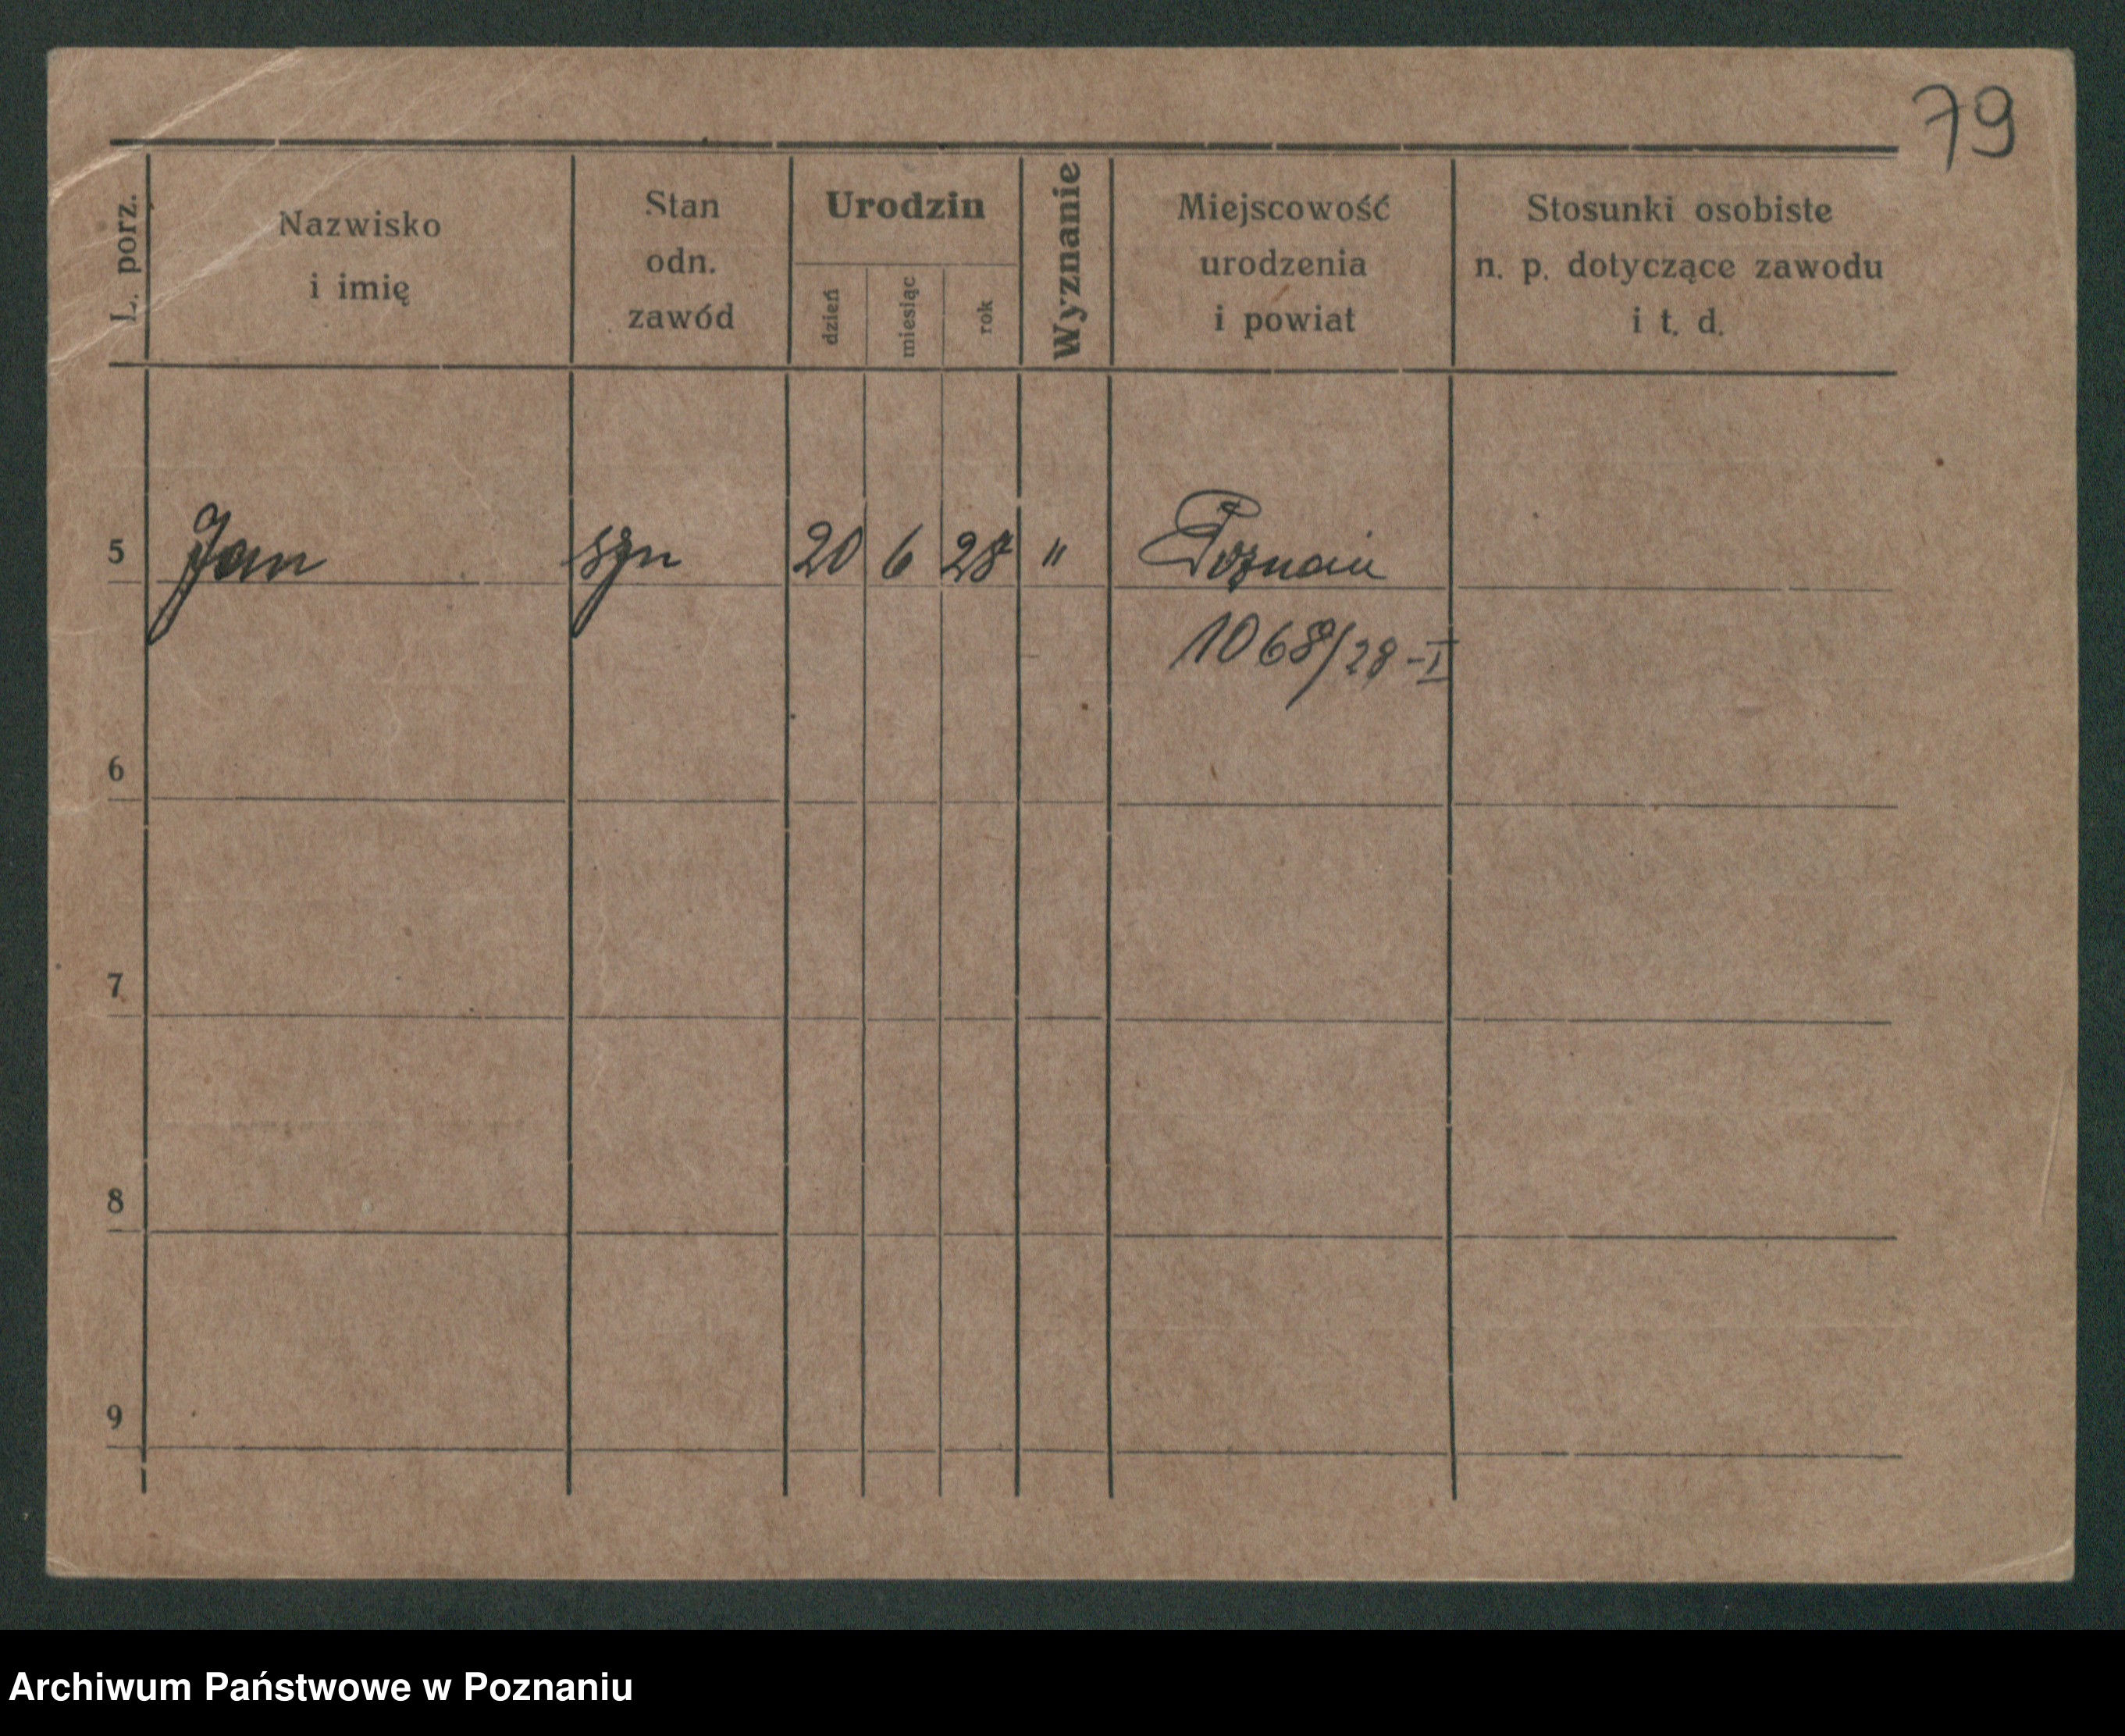 79
L. porz.
Nazwisko
i imię
Stan
odn.
zawód
Urodzin
dzień
miesiąc
rok
Wyznanie
Miejscowość
urodzenia
i powiat
Stosunki osobiste
n. p. dotyczące zawodu
i t. d.
5 Jan syn 20 6 28 " Poznań
1068/28-I
6
7
8
9
Archiwum Państwowe w Poznaniu